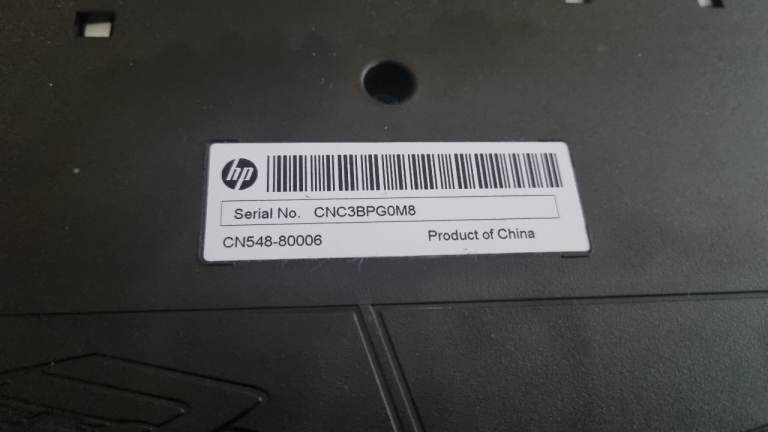 hp
Serial No. CNC3BPG0M8
CN548-80006 Product of China